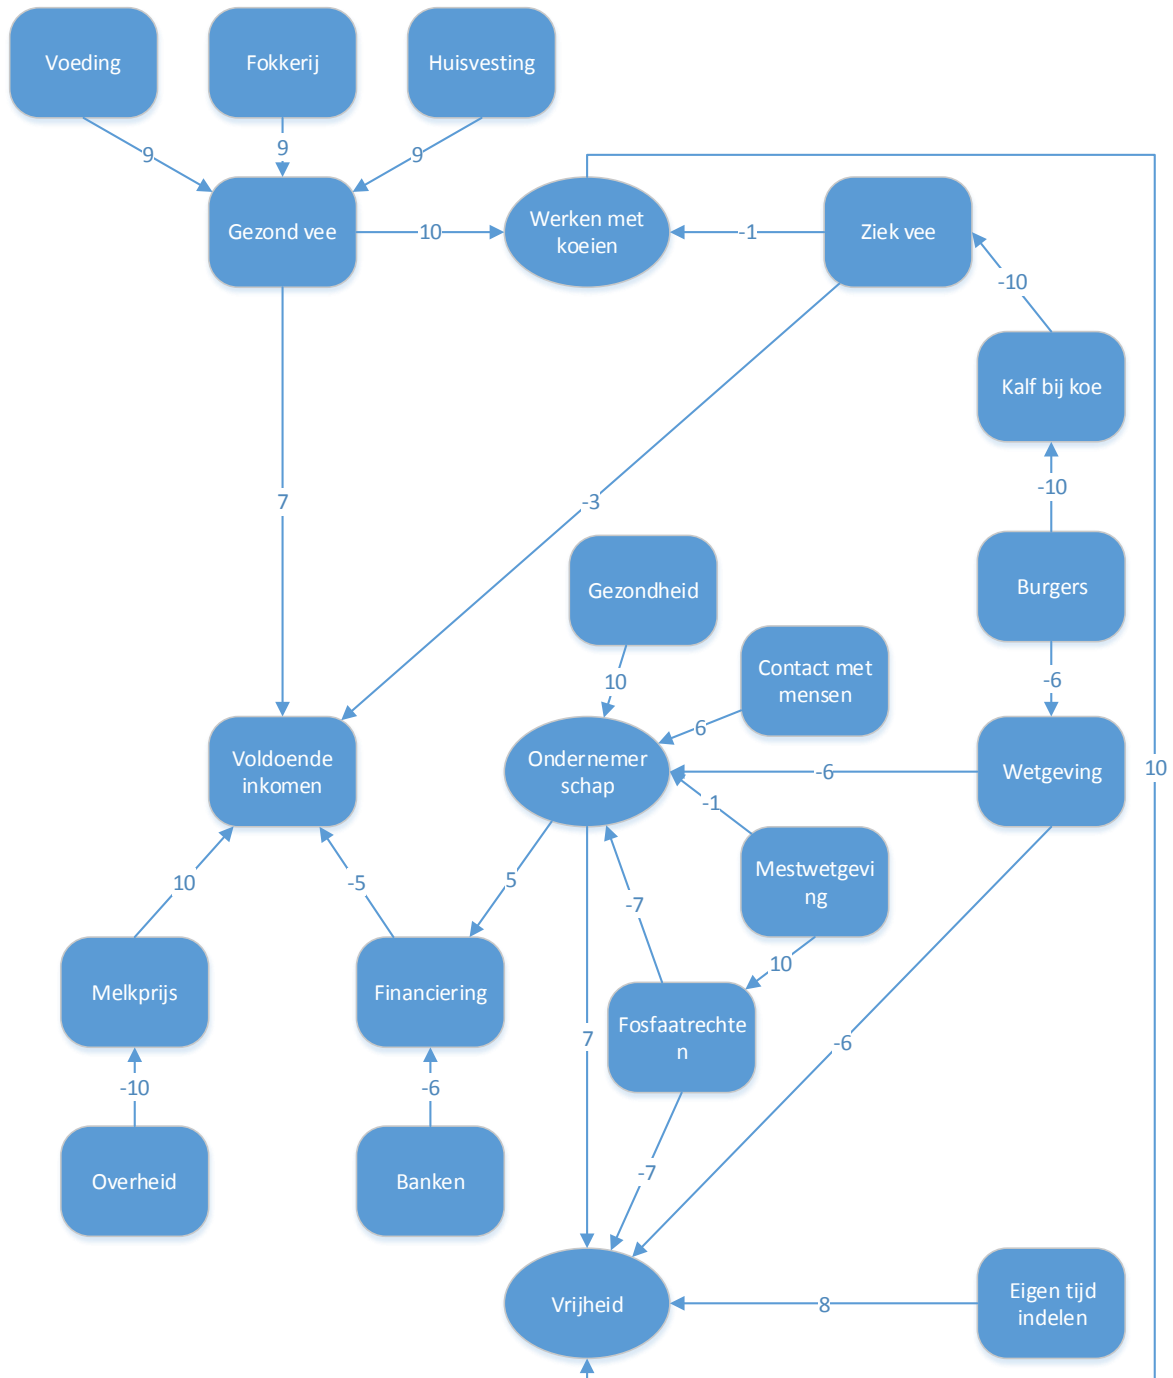 Voeding
Fokkerij
Huisvesting
9
9
9
Gezond vee
10
Werken met
koeien
-1
Ziek vee
-10
Kalf bij koe
7
-3
-10
Gezondheid
Burgers
10
Contact met
mensen
-6
6
Voldoende
inkomen
Ondernemer
schap
-6
Wetgeving
10
-1
10
-5
5
-7
Mestwetgevi
ng
10
Melkprijs
Financiering
Fosfaatrechte
n
7
-6
-10
-6
-7
Overheid
Banken
Vrijheid
8
Eigen tijd
indelen